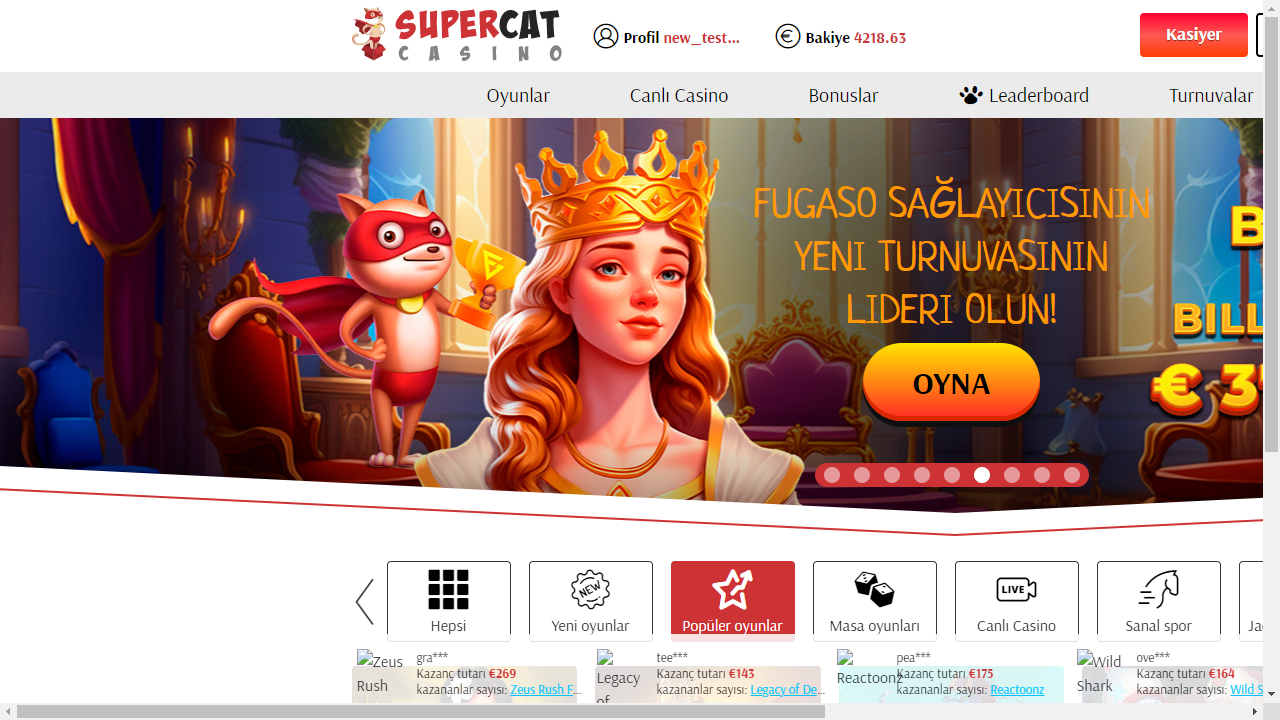 SUPERCAT
CASINO
Profil new_test...
Bakiye 4218.63
Kasiyer
Oyunlar
Canlı Casino
Bonuslar
Leaderboard
Turnuvalar
FUGASO SAĞLAYICISININ
YENI TURNUVASININ
LIDERI OLUN!
OYNA
B
BILL
€ 3
Hepsi
NEW
Yeni oyunlar
Popüler oyunlar
Masa oyunları
LIVE
Canlı Casino
Sanal spor
Zeus Rush
gra***
Kazanç tutarı €269
kazananlar sayısı: Zeus Rush F...
Legacy of
tee***
Kazanç tutarı €143
kazananlar sayısı: Legacy of De...
Reactoonz
pea***
Kazanç tutarı €175
kazananlar sayısı: Reactoonz
Wild Shark
ove***
Kazanç tutarı €164
kazananlar sayısı: Wild S